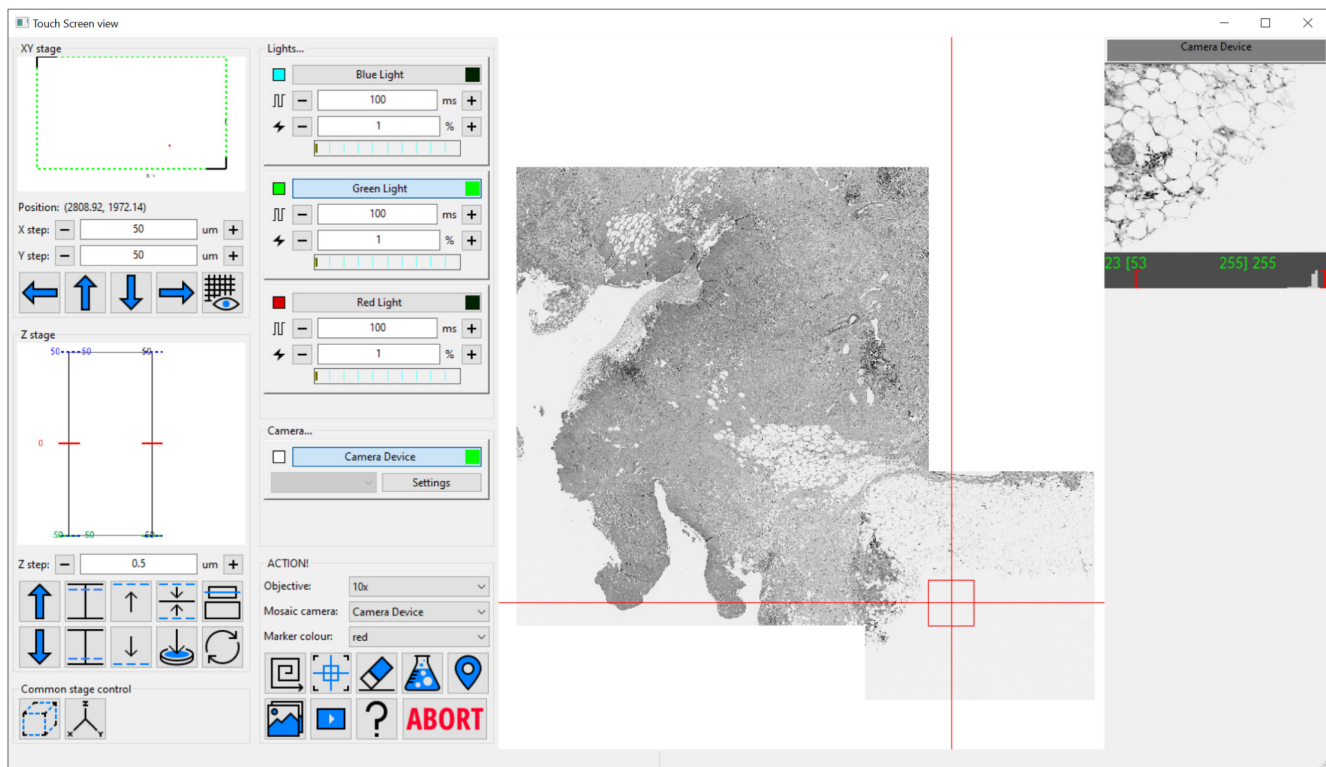 Touch Screen view
XY stage
X Y
Position: (2808.92, 1972.14)
X step: 50 um
Y step: 50 um
Z stage
50 50 50
0
50 50 50
Z step: 0.5 um
Common stage control
Z
X Y
Lights...
Blue Light
100 ms
1 %
Green Light
100 ms
1 %
Red Light
100 ms
1 %
Camera...
Camera Device
Settings
ACTION!
Objective: 10x
Mosaic camera: Camera Device
Marker colour: red
?
ABORT
Camera Device
23 [53 255] 255